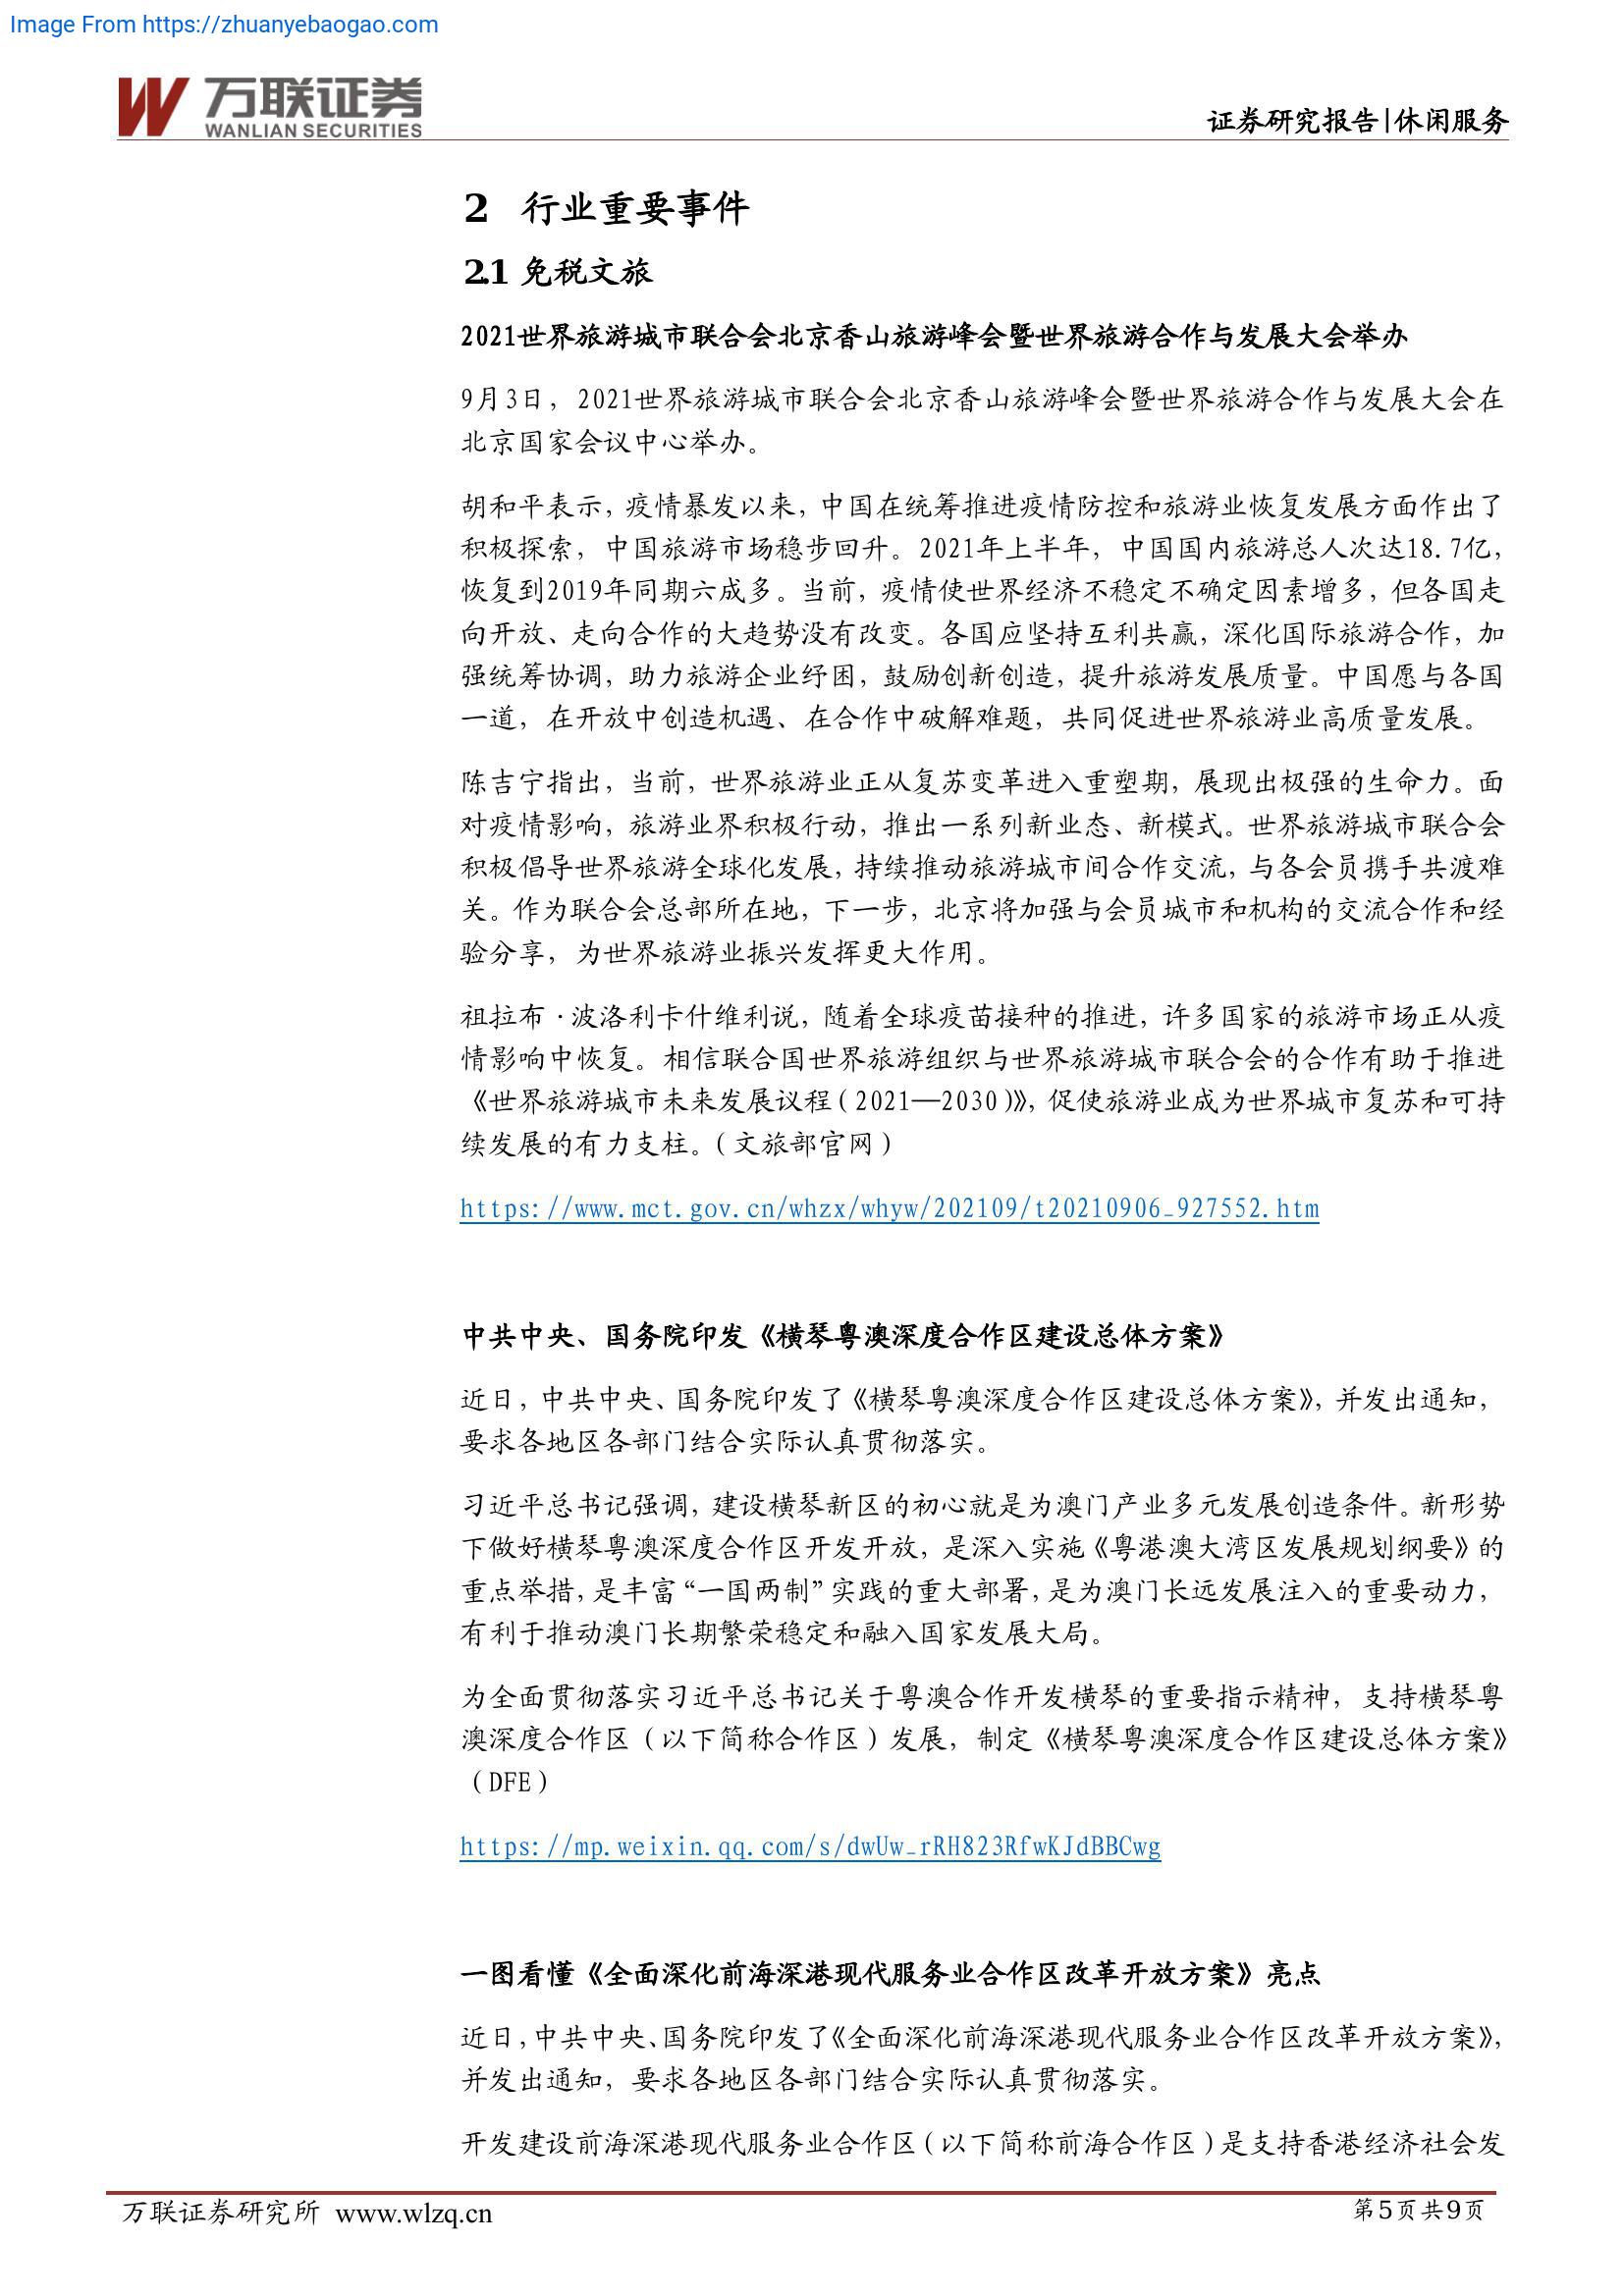 Image From https://zhuanyebaogao.com
万联证券
WANLIAN SECURITIES
证券研究报告|休闲服务
2 行业重要事件
2.1 免税文旅
2021世界旅游城市联合会北京香山旅游峰会暨世界旅游合作与发展大会举办
9月3日，2021世界旅游城市联合会北京香山旅游峰会暨世界旅游合作与发展大会在
北京国家会议中心举办。
胡和平表示，疫情暴发以来，中国在统筹推进疫情防控和旅游业恢复发展方面作出了
积极探索，中国旅游市场稳步回升。2021年上半年，中国国内旅游总人次达18.7亿，
恢复到2019年同期六成多。当前，疫情使世界经济不稳定不确定因素增多，但各国走
向开放、走向合作的大趋势没有改变。各国应坚持互利共赢，深化国际旅游合作，加
强统筹协调，助力旅游企业纾困，鼓励创新创造，提升旅游发展质量。中国愿与各国
一道，在开放中创造机遇、在合作中破解难题，共同促进世界旅游业高质量发展。
陈吉宁指出，当前，世界旅游业正从复苏变革进入重塑期，展现出极强的生命力。面
对疫情影响，旅游业界积极行动，推出一系列新业态、新模式。世界旅游城市联合会
积极倡导世界旅游全球化发展，持续推动旅游城市间合作交流，与各会员携手共渡难
关。作为联合会总部所在地，下一步，北京将加强与会员城市和机构的交流合作和经
验分享，为世界旅游业振兴发挥更大作用。
祖拉布·波洛利卡什维利说，随着全球疫苗接种的推进，许多国家的旅游市场正从疫
情影响中恢复。相信联合国世界旅游组织与世界旅游城市联合会的合作有助于推进
《世界旅游城市未来发展议程（2021—2030）》，促使旅游业成为世界城市复苏和可持
续发展的有力支柱。（文旅部官网）
https://www.mct.gov.cn/whzx/whyw/202109/t20210906_927552.htm
中共中央、国务院印发《横琴粤澳深度合作区建设总体方案》
近日，中共中央、国务院印发了《横琴粤澳深度合作区建设总体方案》，并发出通知，
要求各地区各部门结合实际认真贯彻落实。
习近平总书记强调，建设横琴新区的初心就是为澳门产业多元发展创造条件。新形势
下做好横琴粤澳深度合作区开发开放，是深入实施《粤港澳大湾区发展规划纲要》的
重点举措，是丰富“一国两制”实践的重大部署，是为澳门长远发展注入的重要动力，
有利于推动澳门长期繁荣稳定和融入国家发展大局。
为全面贯彻落实习近平总书记关于粤澳合作开发横琴的重要指示精神，支持横琴粤
澳深度合作区（以下简称合作区）发展，制定《横琴粤澳深度合作区建设总体方案》
（DFE）
https://mp.weixin.qq.com/s/dwUw_rRH823RfwKJdBBCwg
一图看懂《全面深化前海深港现代服务业合作区改革开放方案》亮点
近日，中共中央、国务院印发了《全面深化前海深港现代服务业合作区改革开放方案》，
并发出通知，要求各地区各部门结合实际认真贯彻落实。
开发建设前海深港现代服务业合作区（以下简称前海合作区）是支持香港经济社会发
万联证券研究所 www.wlzq.cn
第5页共9页